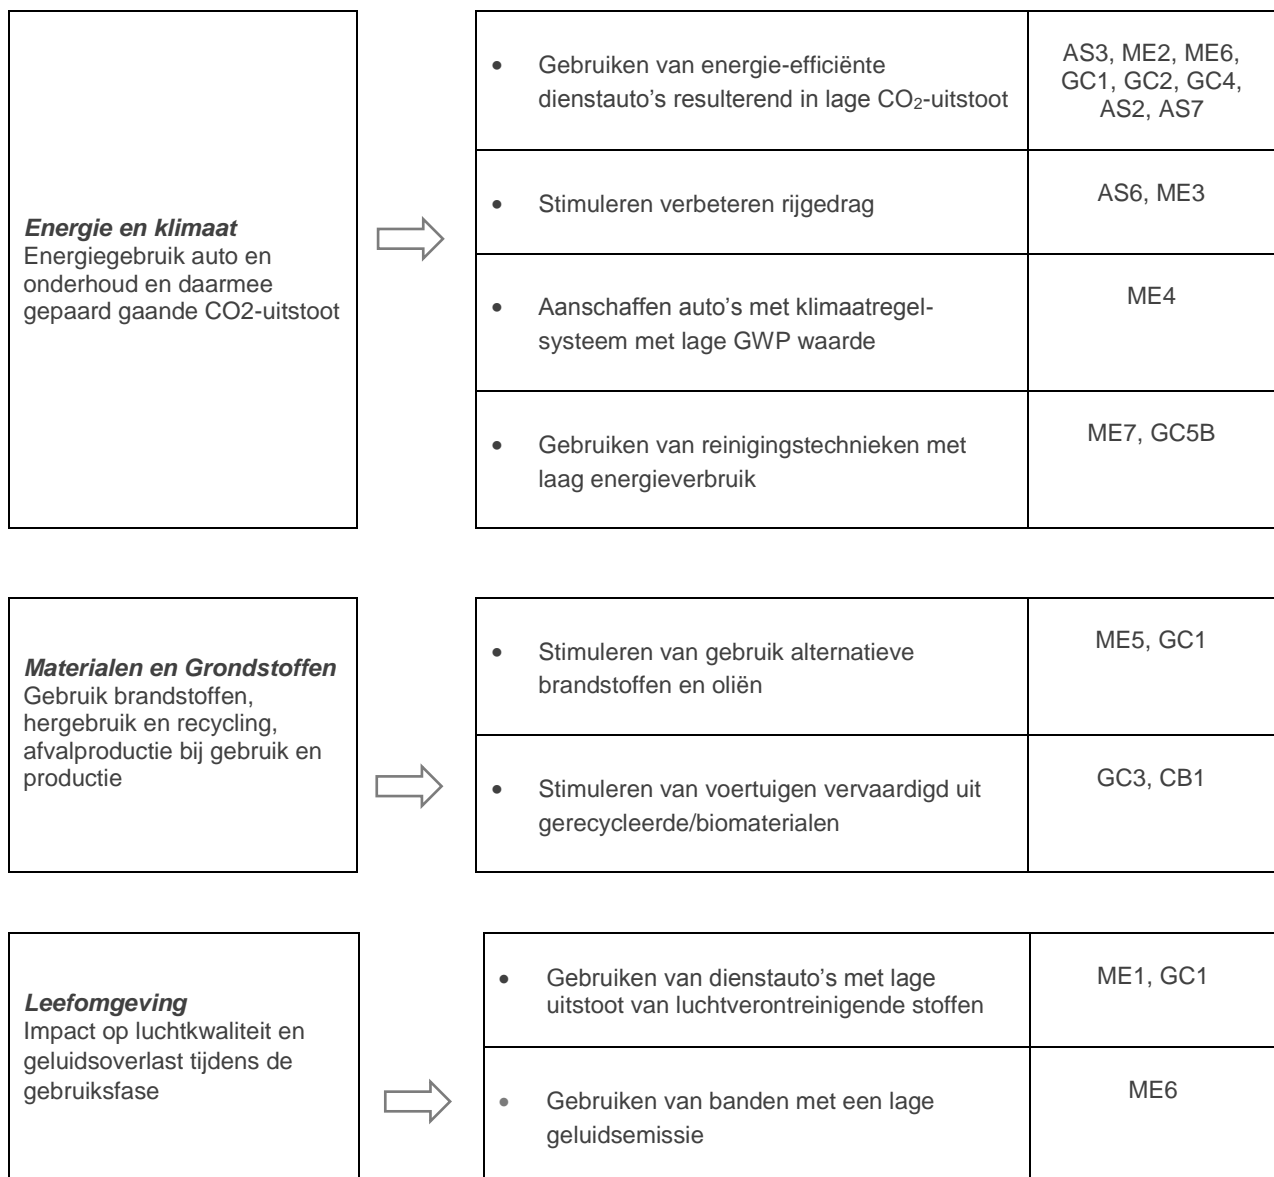 Energie en klimaat
Energiegebruik auto en
onderhoud en daarmee
gepaard gaande CO2-uitstoot
• Gebruiken van energie-efficiënte
dienstauto’s resulterend in lage CO₂-uitstoot
AS3, ME2, ME6,
GC1, GC2, GC4,
AS2, AS7
• Stimuleren verbeteren rijgedrag
AS6, ME3
• Aanschaffen auto’s met klimaatregel-
systeem met lage GWP waarde
ME4
• Gebruiken van reinigingstechnieken met
laag energieverbruik
ME7, GC5B
Materialen en Grondstoffen
Gebruik brandstoffen,
hergebruik en recycling,
afvalproductie bij gebruik en
productie
• Stimuleren van gebruik alternatieve
brandstoffen en oliën
ME5, GC1
• Stimuleren van voertuigen vervaardigd uit
gerecycleerde/biomaterialen
GC3, CB1
Leefomgeving
Impact op luchtkwaliteit en
geluidsoverlast tijdens de
gebruiksfase
• Gebruiken van dienstauto’s met lage
uitstoot van luchtverontreinigende stoffen
ME1, GC1
• Gebruiken van banden met een lage
geluidsemissie
ME6